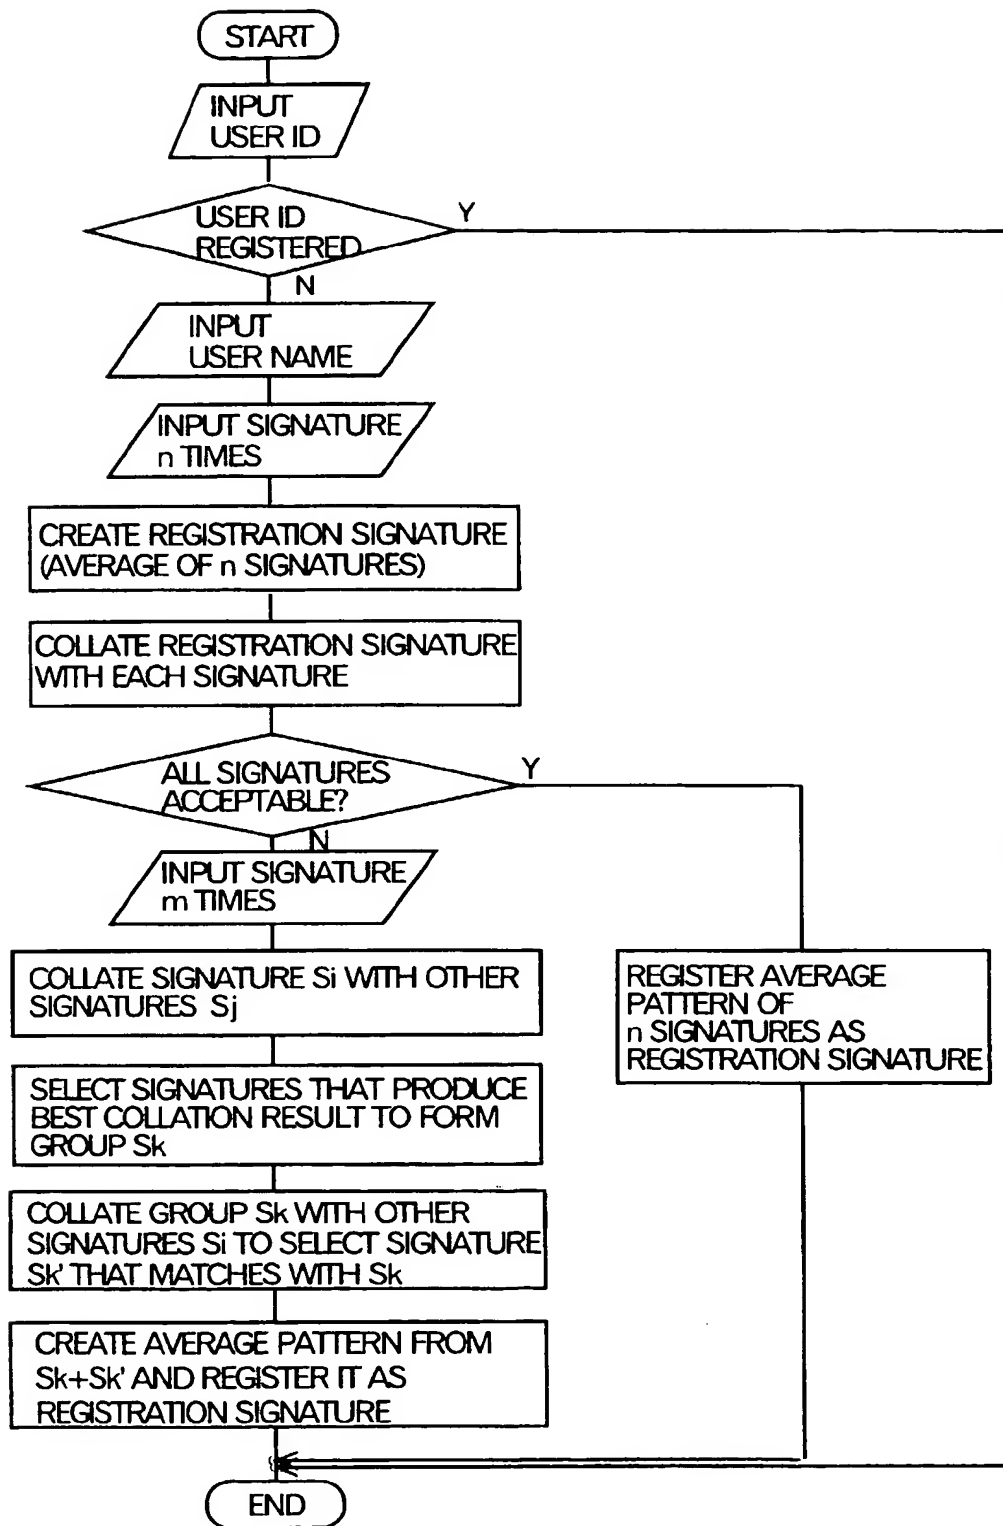 START
INPUT
USER ID
USER ID
REGISTERED
Y
N
INPUT
USER NAME
INPUT SIGNATURE
n TIMES
CREATE REGISTRATION SIGNATURE
(AVERAGE OF n SIGNATURES)
COLLATE REGISTRATION SIGNATURE
WITH EACH SIGNATURE
ALL SIGNATURES
ACCEPTABLE?
Y
N
INPUT SIGNATURE
m TIMES
COLLATE SIGNATURE Si WITH OTHER
SIGNATURES Sj
SELECT SIGNATURES THAT PRODUCE
BEST COLLATION RESULT TO FORM
GROUP Sk
COLLATE GROUP Sk WITH OTHER
SIGNATURES Si TO SELECT SIGNATURE
Sk' THAT MATCHES WITH Sk
CREATE AVERAGE PATTERN FROM
Sk+Sk' AND REGISTER IT AS
REGISTRATION SIGNATURE
REGISTER AVERAGE
PATTERN OF
n SIGNATURES AS
REGISTRATION SIGNATURE
END